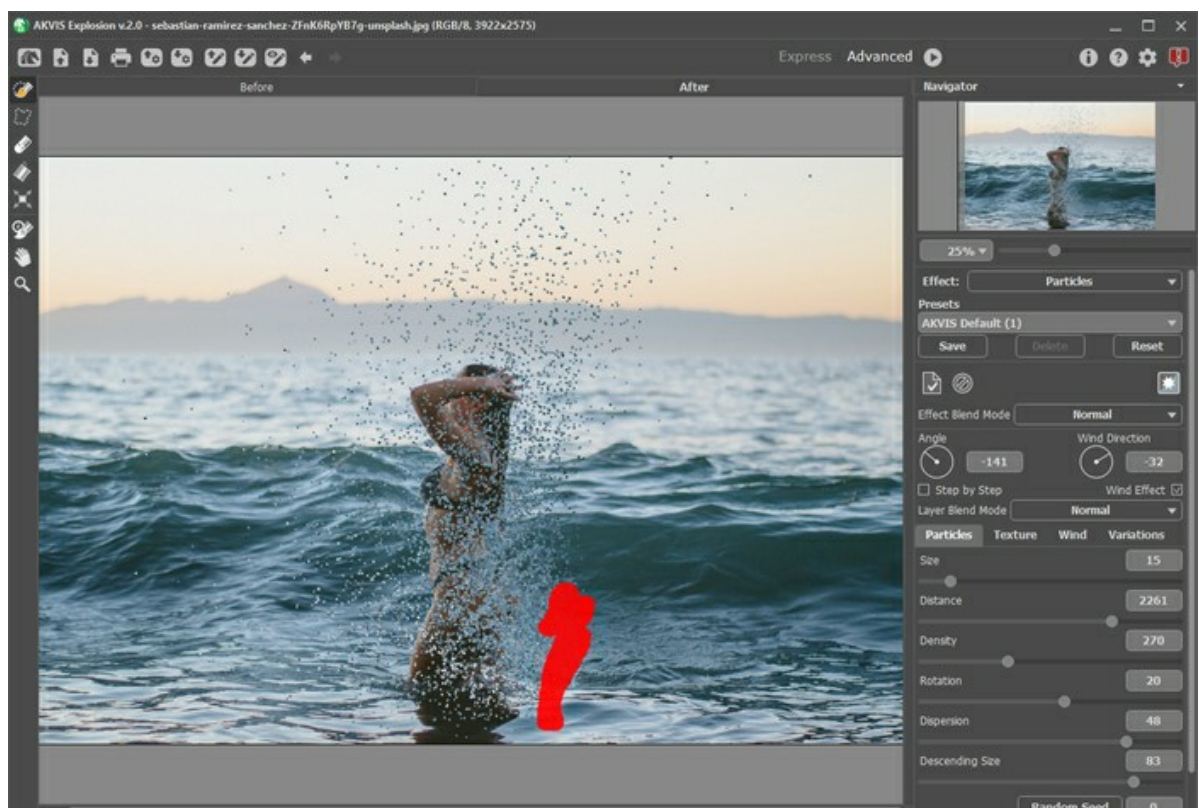 AKVIS Explosion v.2.0 - sebastian-ramirez-sanchez-ZFnK6RpYB7g-unsplash.jpg (RGB/8, 3922x2575)
Express Advanced
Before After
Navigator
25%
Effect: Particles
Presets
AKVIS Default (1)
Save Delete Reset
Effect Blend Mode Normal
Angle Wind Direction
-141 -32
Step by Step Wind Effect
Layer Blend Mode Normal
Particles Texture Wind Variations
Size 15
Distance 2261
Density 270
Rotation 20
Dispersion 48
Descending Size 83
Random Seed 0